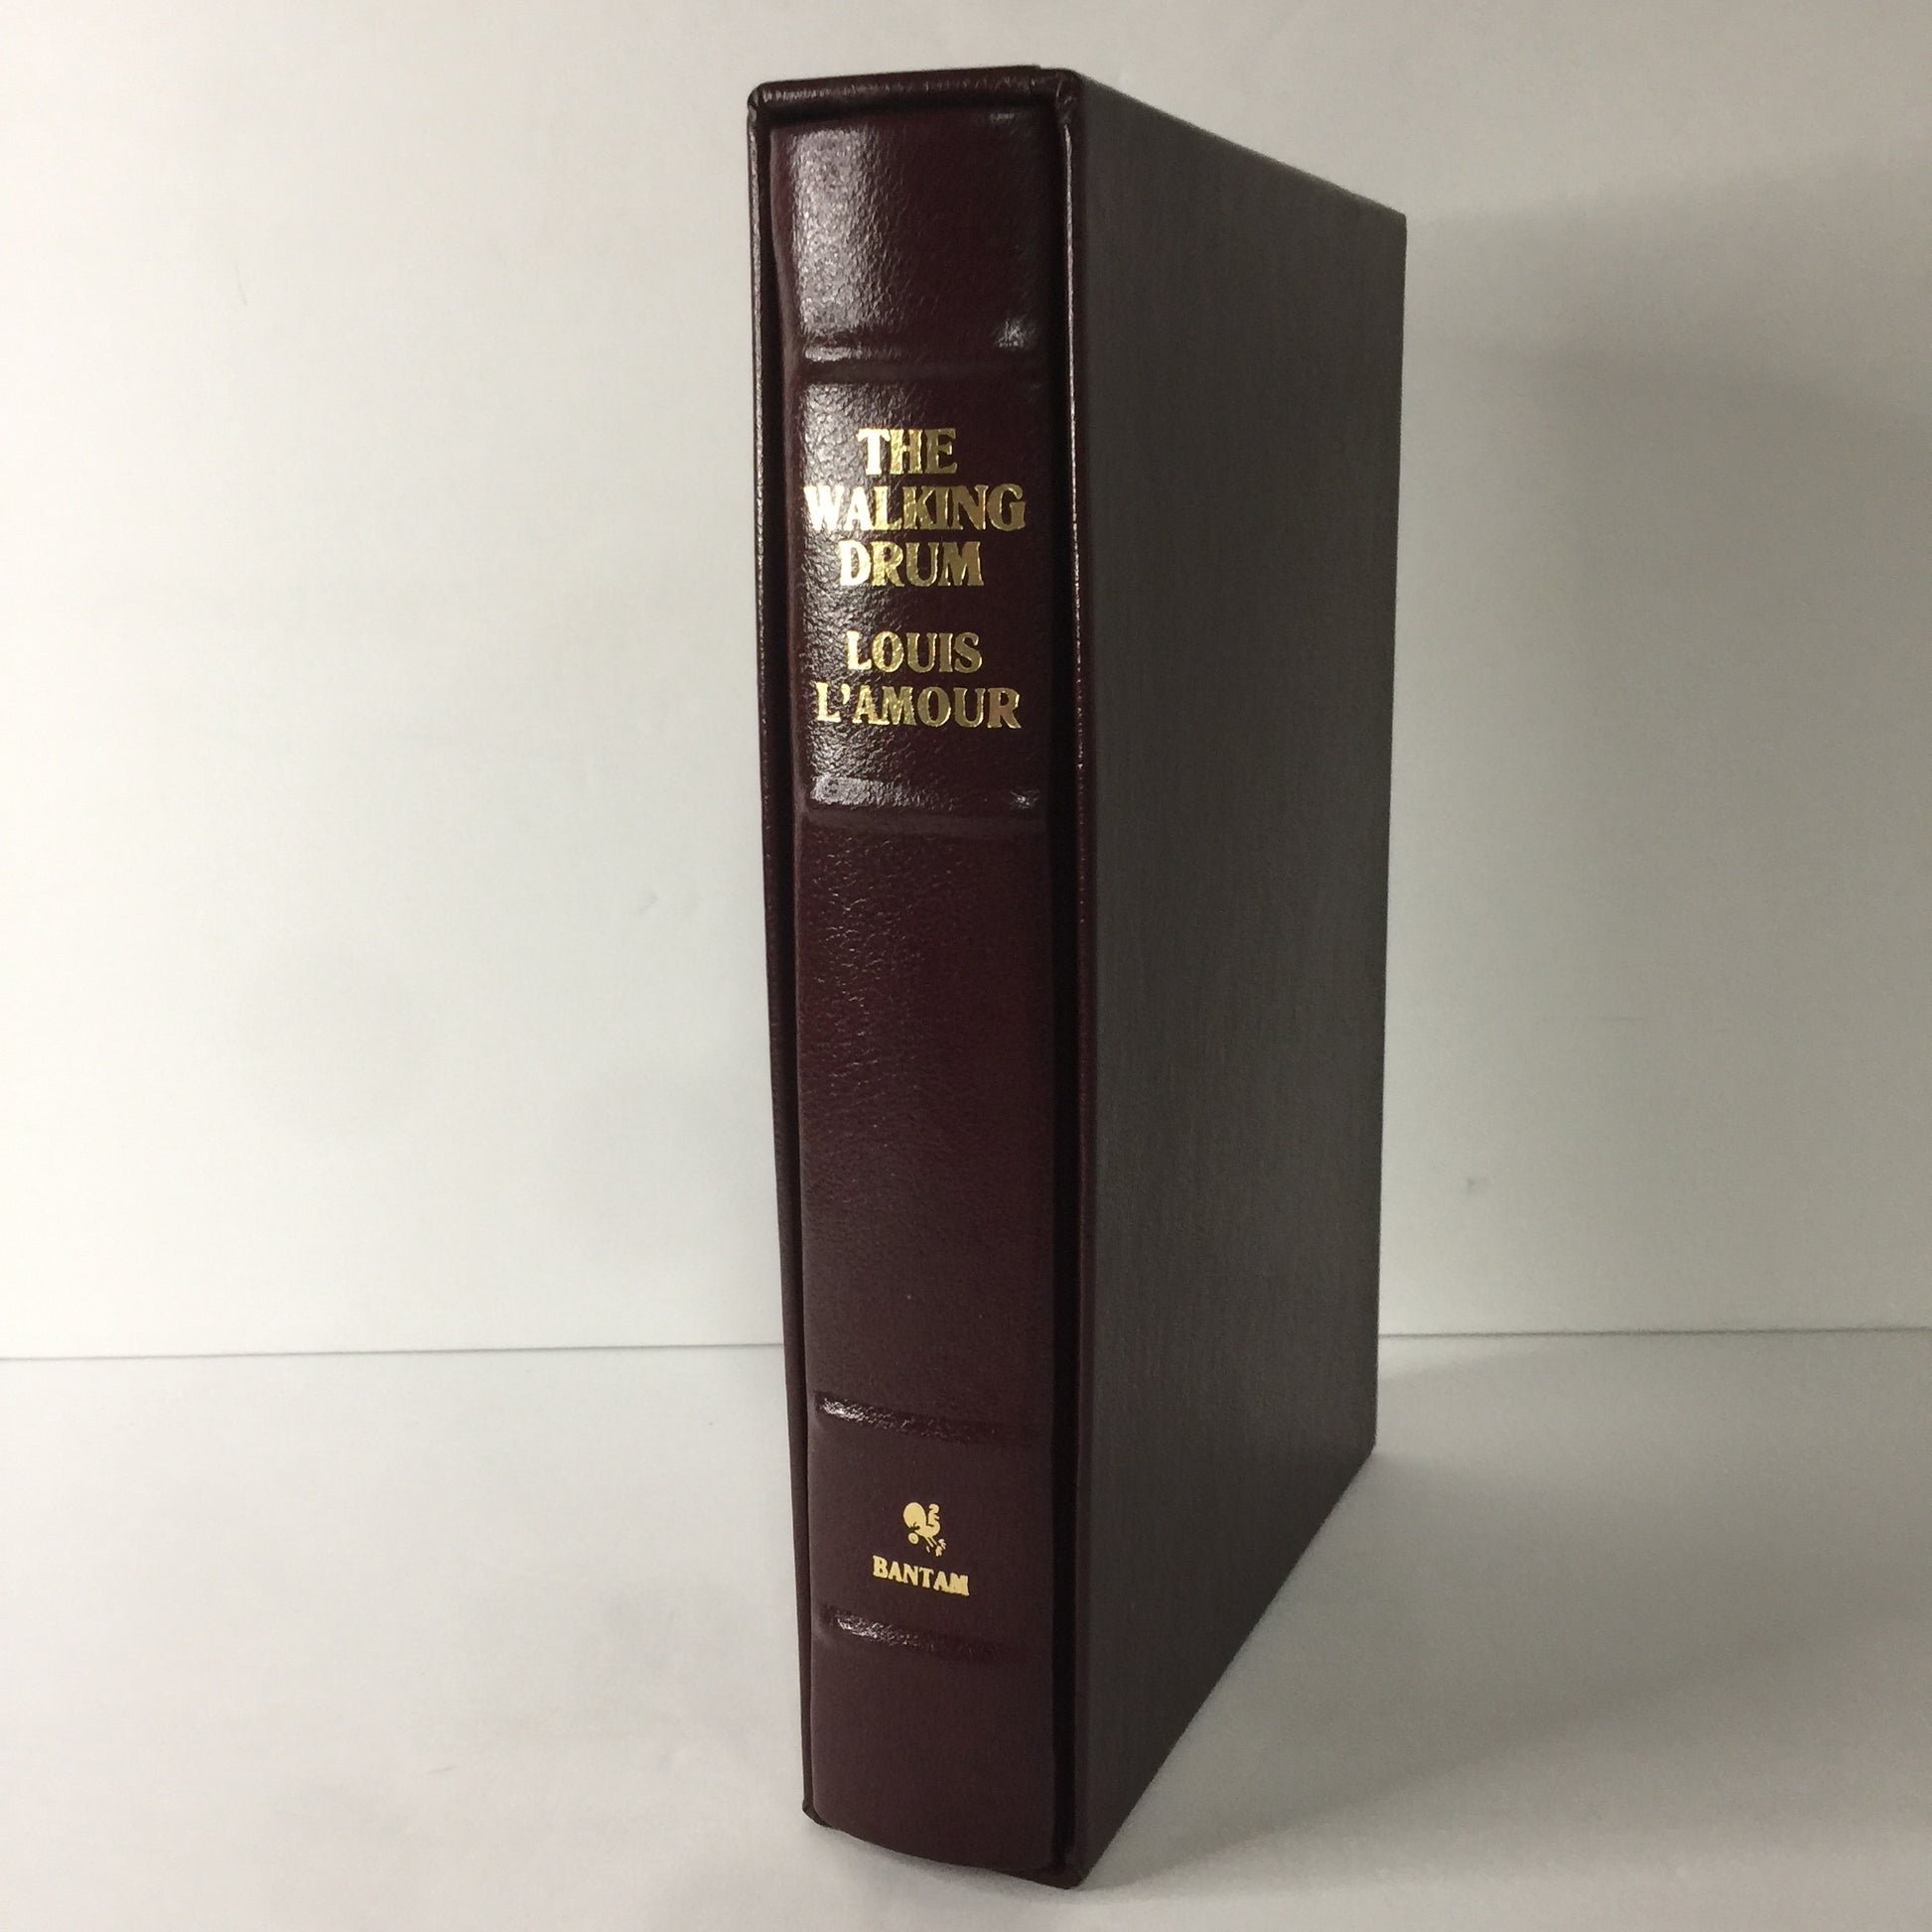 THE
WALKING
DRUM
LOUIS
L'AMOUR
BANTAM